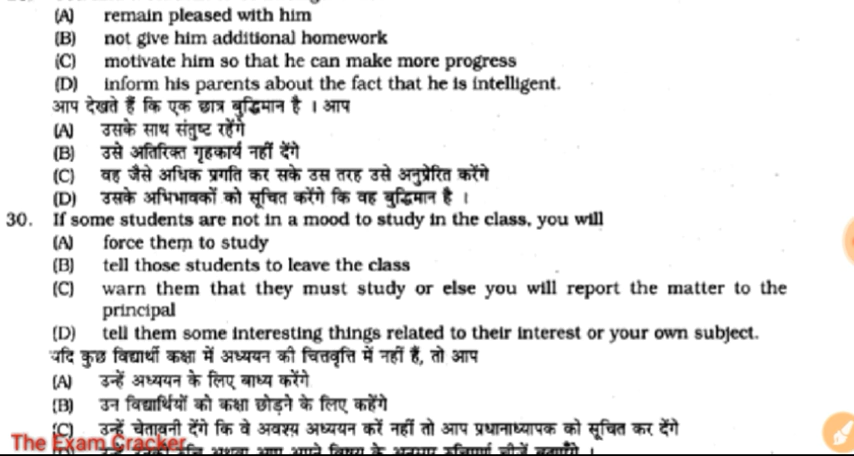 (A) remain pleased with him
(B) not give him additional homework
(C) motivate him so that he can make more progress
(D) inform his parents about the fact that he is intelligent.
आप देखते हैं कि एक छात्र बुद्धिमान है । आप
(A) उसके साथ संतुष्ट रहेंगे
(B) उसे अतिरिक्त गृहकार्य नहीं देंगे
(C) वह जैसे अधिक प्रगति कर सके उस तरह उसे अनुप्रेरित करेंगे
(D) उसके अभिभावकों को सूचित करेंगे कि वह बुद्धिमान है ।
30. If some students are not in a mood to study in the class, you will
(A) force them to study
(B) tell those students to leave the class
(C) warn them that they must study or else you will report the matter to the
principal
(D) tell them some interesting things related to their interest or your own subject.
यदि कुछ विद्यार्थी कक्षा में अध्ययन की चित्तवृत्ति में नहीं हैं, तो आप
(A) उन्हें अध्ययन के लिए बाध्य करेंगे
(B) उन विद्यार्थियों को कक्षा छोड़ने के लिए कहेंगे
(C) उन्हें चेतावनी देंगे कि वे अवश्य अध्ययन करें नहीं तो आप प्रधानाध्यापक को सूचित कर देंगे
The Exam Cracker